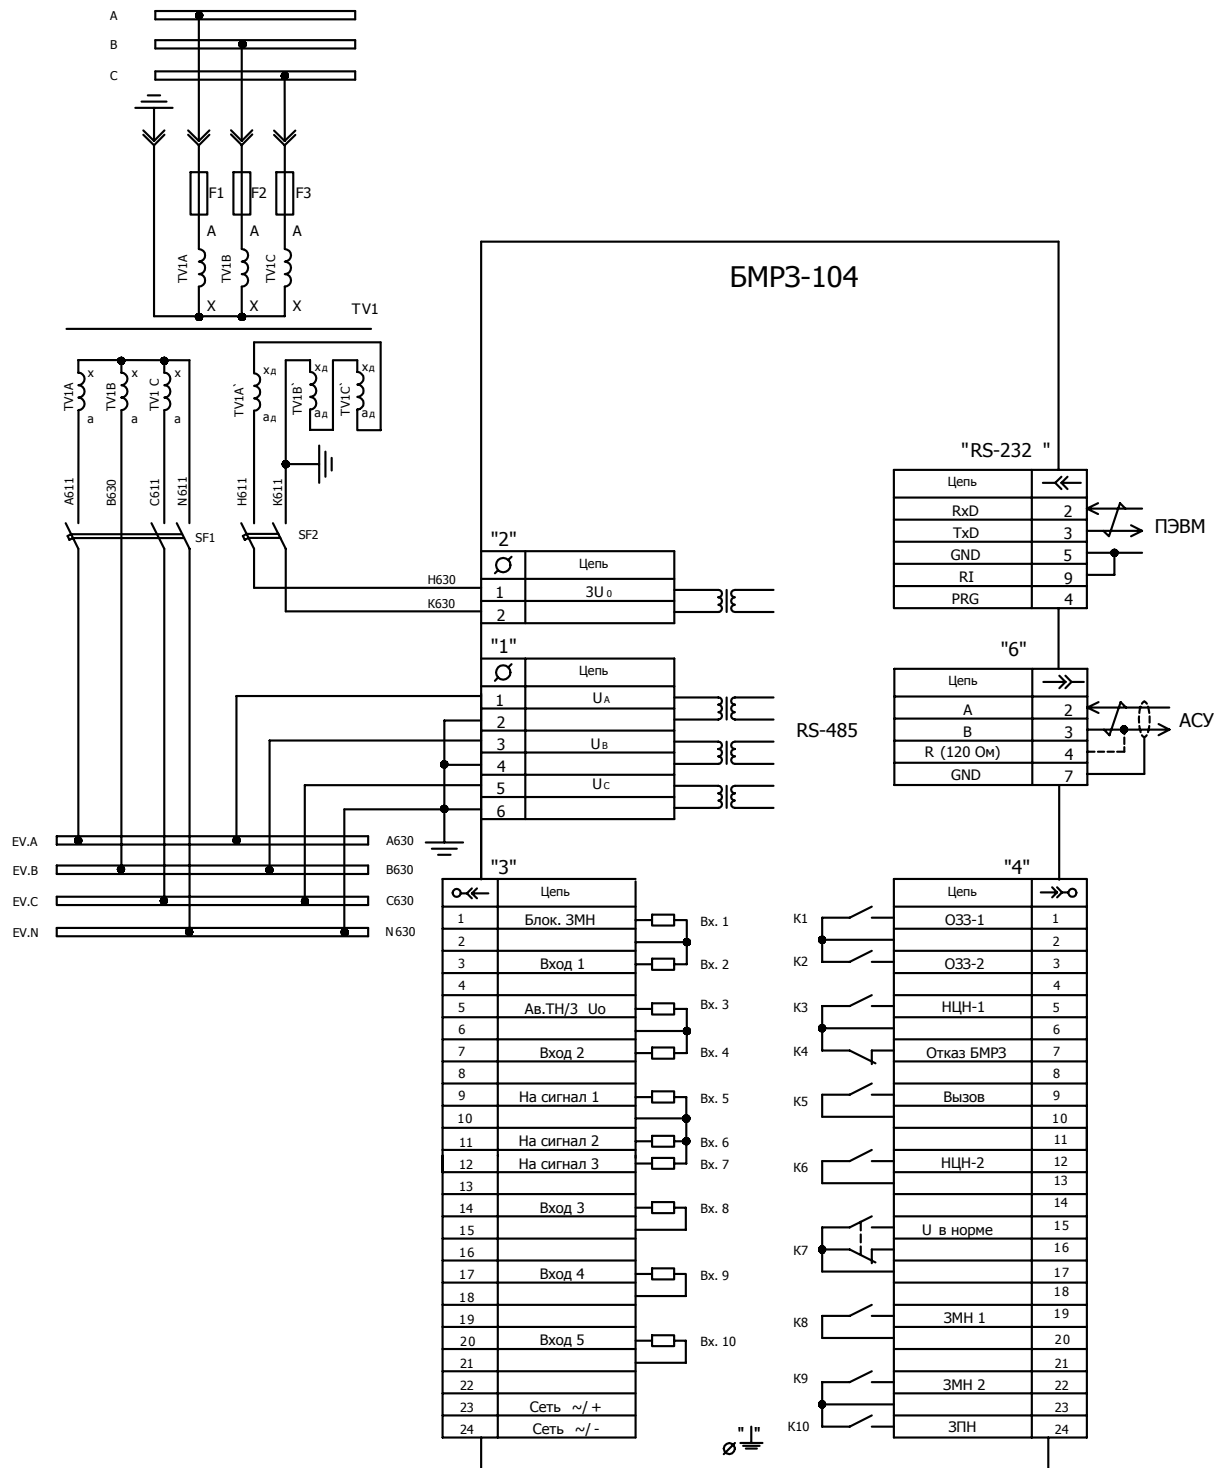 A
B
C
F1 F2 F3
A A A
TV1A TV1B TV1C
X X X
TV1
TV1A TV1B TV1 C
x x x
a a a
TV1A` TV1B` TV1C`
xд xд xд
aд aд aд
A611 B630 C611 N611 H611 K611
SF1 SF2
H630
K630
БМРЗ-104
"RS-232 "
Цепь
RxD 2
TxD 3
GND 5
RI 9
PRG 4
ПЭВМ
"2"
Цепь
1 3U0
2
"1"
Цепь
1 UA
2
3 UB
4
5 UC
6
RS-485
"6"
Цепь
A 2
B 3
R (120 Ом) 4
GND 7
АСУ
EV.A A630
EV.B B630
EV.C C630
EV.N N630
"3"
Цепь
1 Блок. ЗМН Вх. 1
2
3 Вход 1 Вх. 2
4
5 Ав.ТН/3 Uo Вх. 3
6
7 Вход 2 Вх. 4
8
9 На сигнал 1 Вх. 5
10
11 На сигнал 2 Вх. 6
12 На сигнал 3 Вх. 7
13
14 Вход 3 Вх. 8
15
16
17 Вход 4 Вх. 9
18
19
20 Вход 5 Вх. 10
21
22
23 Сеть ~/ +
24 Сеть ~/ -
"4"
Цепь
К1 ОЗЗ-1 1
2
К2 ОЗЗ-2 3
4
К3 НЦН-1 5
6
К4 Отказ БМРЗ 7
8
К5 Вызов 9
10
11
К6 НЦН-2 12
13
14
U в норме 15
К7 16
17
18
К8 ЗМН 1 19
20
21
К9 ЗМН 2 22
23
К10 ЗПН 24
" "